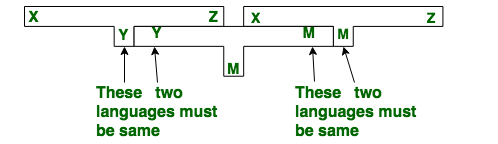 X Z X Z
Y Y M M
M
These two These two
languages must languages must
be same be same